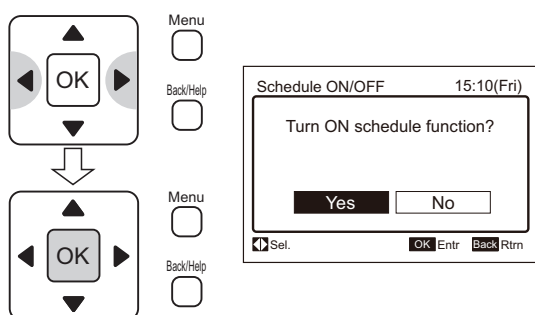 Menu
OK
Back/Help
Menu
OK
Back/Help
Schedule ON/OFF 15:10(Fri)
Turn ON schedule function?
Yes No
Sel. OK Entr Back Rtrn